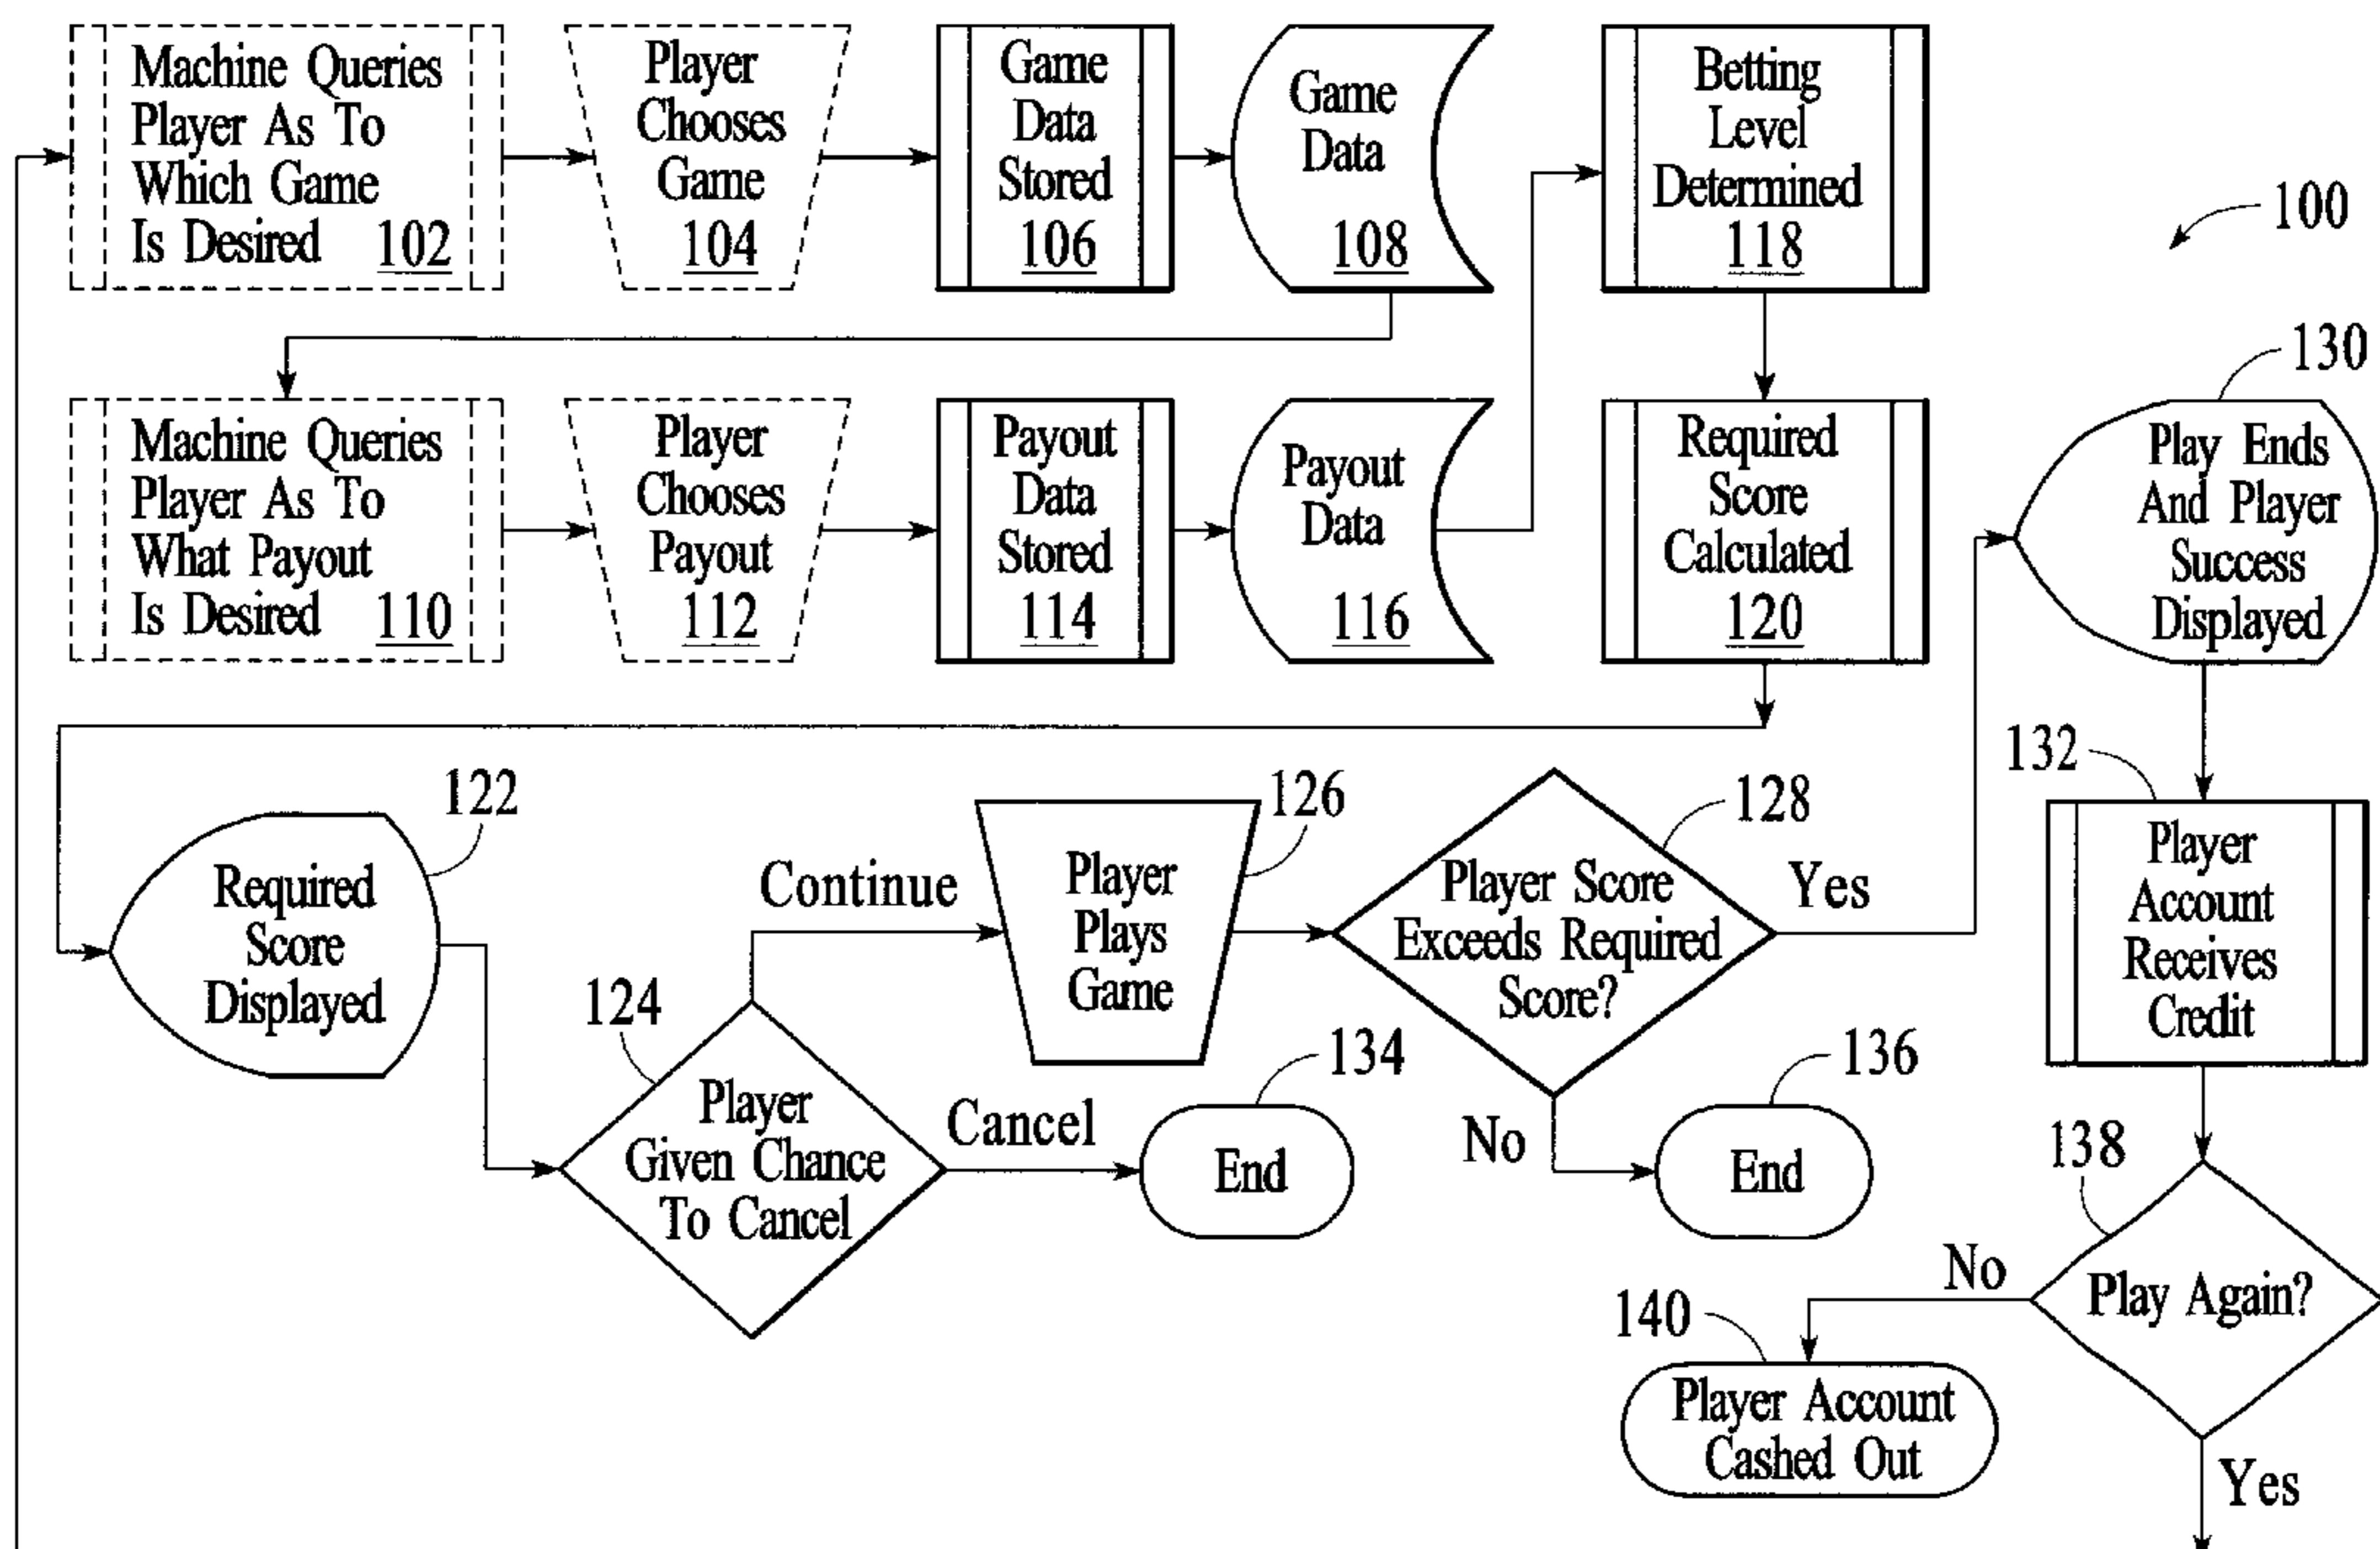 Machine Queries
Player As To
Which Game
Is Desired 102
Player
Chooses
Game
104
Game
Data
Stored
106
Game
Data
108
Betting
Level
Determined
118
100
Machine Queries
Player As To
What Payout
Is Desired 110
Player
Chooses
Payout
112
Payout
Data
Stored
114
Payout
Data
116
Required
Score
Calculated
120
130
Play Ends
And Player
Success
Displayed
122
Required
Score
Displayed
124
Player
Given Chance
To Cancel
Continue
Cancel
126
Player
Plays
Game
134
End
128
Player Score
Exceeds Required
Score?
Yes
No
136
End
132
Player
Account
Receives
Credit
138
Play Again?
No
140
Player Account
Cashed Out
Yes